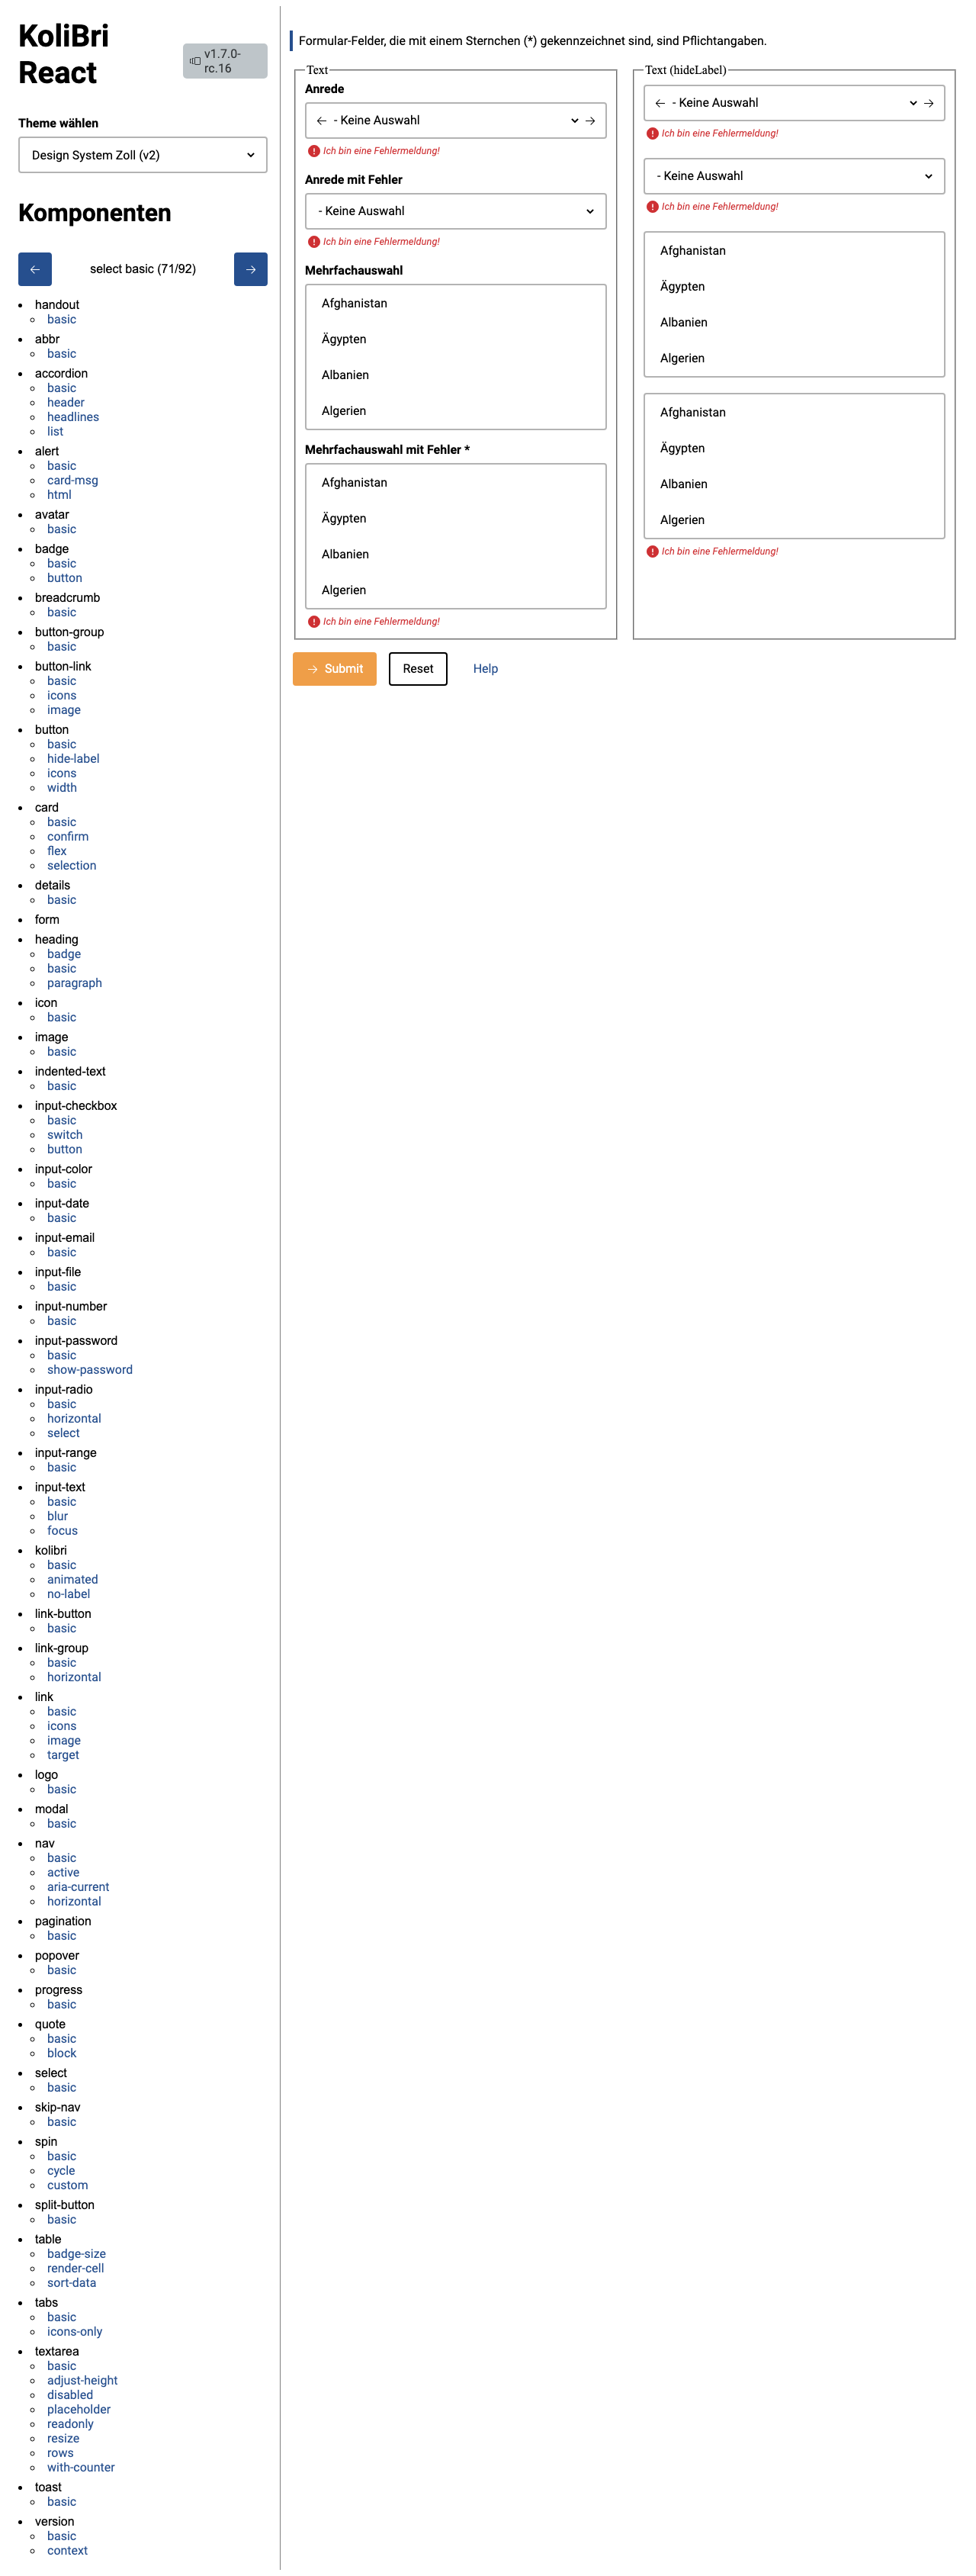 KoliBri
React
v1.7.0-
rc.16
Theme wählen
Design System Zoll (v2)
Komponenten
← select basic (71/92) →
handout
basic
abbr
basic
accordion
basic
header
headlines
list
alert
basic
card-msg
html
avatar
basic
badge
basic
button
breadcrumb
basic
button-group
basic
button-link
basic
icons
image
button
basic
hide-label
icons
width
card
basic
confirm
flex
selection
details
basic
form
heading
badge
basic
paragraph
icon
basic
image
basic
indented-text
basic
input-checkbox
basic
switch
button
input-color
basic
input-date
basic
input-email
basic
input-file
basic
input-number
basic
input-password
basic
show-password
input-radio
basic
horizontal
select
input-range
basic
input-text
basic
blur
focus
kolibri
basic
animated
no-label
link-button
basic
link-group
basic
horizontal
link
basic
icons
image
target
logo
basic
modal
basic
nav
basic
active
aria-current
horizontal
pagination
basic
popover
basic
progress
basic
quote
basic
block
select
basic
skip-nav
basic
spin
basic
cycle
custom
split-button
basic
table
badge-size
render-cell
sort-data
tabs
basic
icons-only
textarea
basic
adjust-height
disabled
placeholder
readonly
resize
rows
with-counter
toast
basic
version
basic
context
Formular-Felder, die mit einem Sternchen (*) gekennzeichnet sind, sind Pflichtangaben.
Text
Anrede
← - Keine Auswahl →
Ich bin eine Fehlermeldung!
Anrede mit Fehler
- Keine Auswahl
Ich bin eine Fehlermeldung!
Mehrfachauswahl
Afghanistan
Ägypten
Albanien
Algerien
Mehrfachauswahl mit Fehler *
Afghanistan
Ägypten
Albanien
Algerien
Ich bin eine Fehlermeldung!
Text (hideLabel)
← - Keine Auswahl →
Ich bin eine Fehlermeldung!
- Keine Auswahl
Ich bin eine Fehlermeldung!
Afghanistan
Ägypten
Albanien
Algerien
Afghanistan
Ägypten
Albanien
Algerien
Ich bin eine Fehlermeldung!
→ Submit
Reset
Help